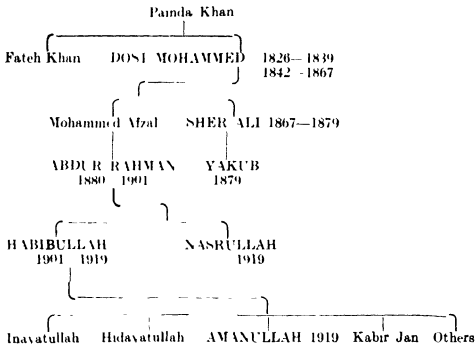 Painda Khan
Fateh Khan DOST MOHAMMED 1826—1839
1842-1867
Mohammed Afzal SHER ALI 1867—1879
ABDUR RAHMAN YAKUB
1880 1901 1879
HABIBULLAH NASRULLAH
1901 1919 1919
Inayatullah Hidayatullah AMANULLAH 1919 Kabir Jan Others